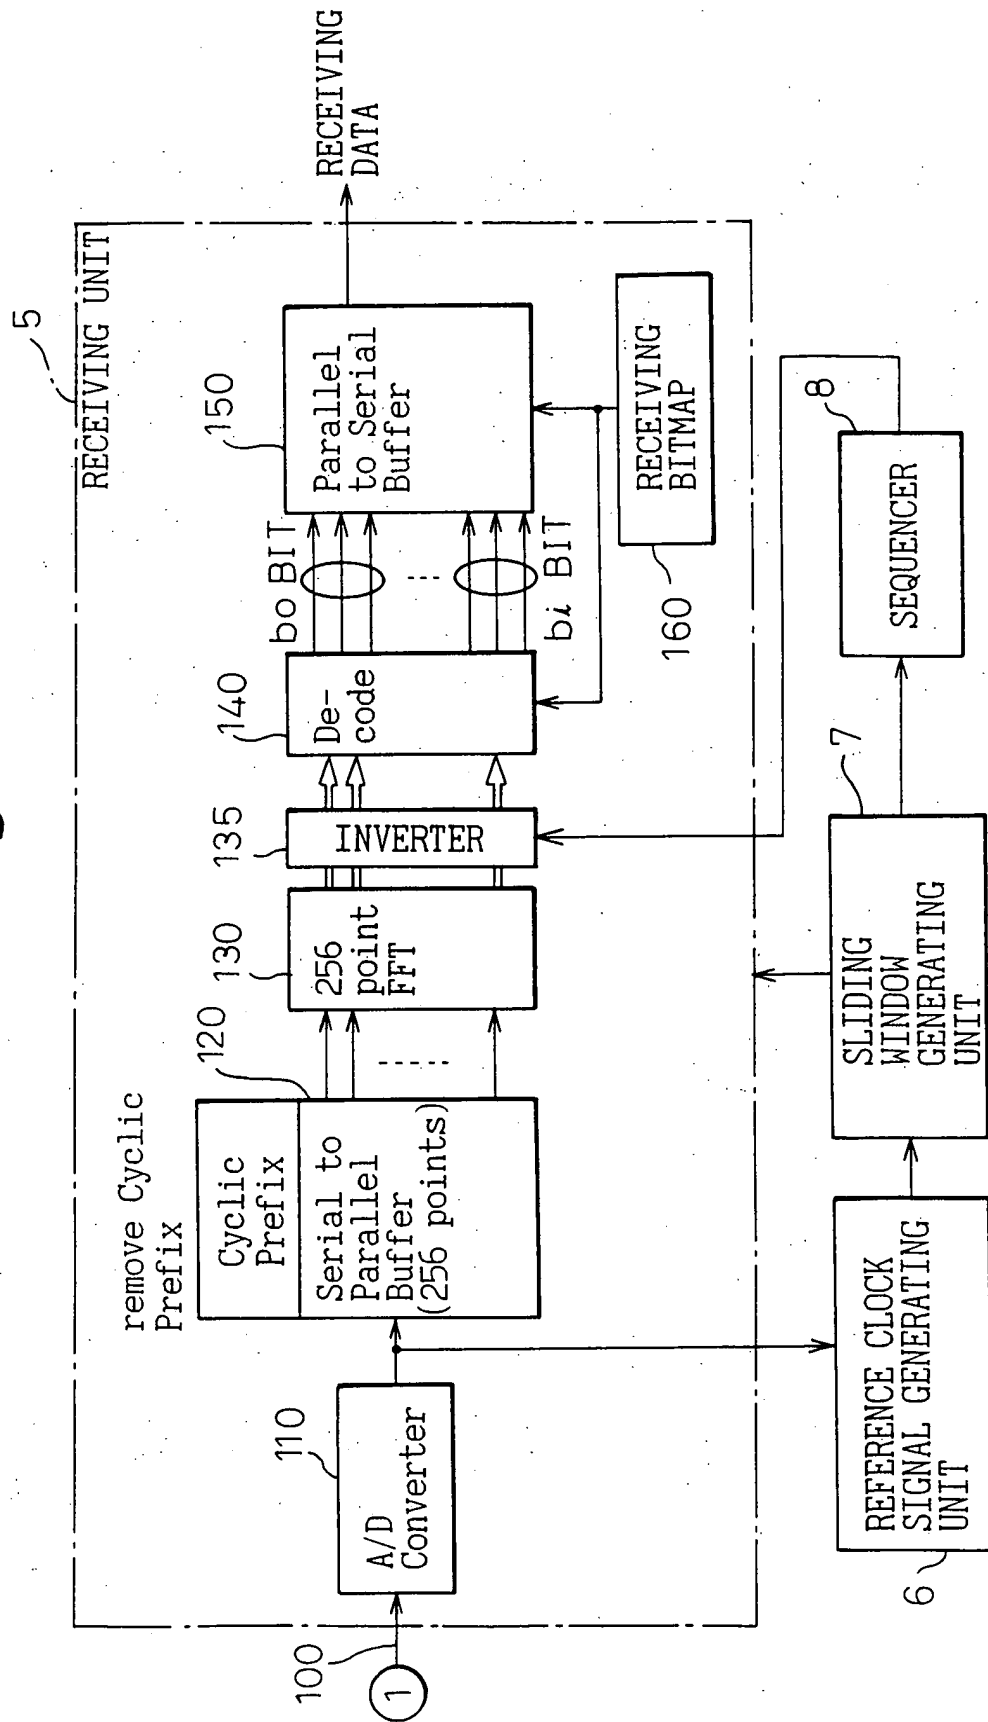 5
RECEIVING UNIT
RECEIVING
DATA
remove Cyclic
Prefix
120
Cyclic
Prefix
Serial to
Parallel
Buffer
(256 points)
130
256
point
FFT
135
INVERTER
140
De-
code
bo BIT
bi BIT
150
Parallel
to Serial
Buffer
160
RECEIVING
BITMAP
100
1
110
A/D
Converter
6
REFERENCE CLOCK
SIGNAL GENERATING
UNIT
7
SLIDING
WINDOW
GENERATING
UNIT
8
SEQUENCER